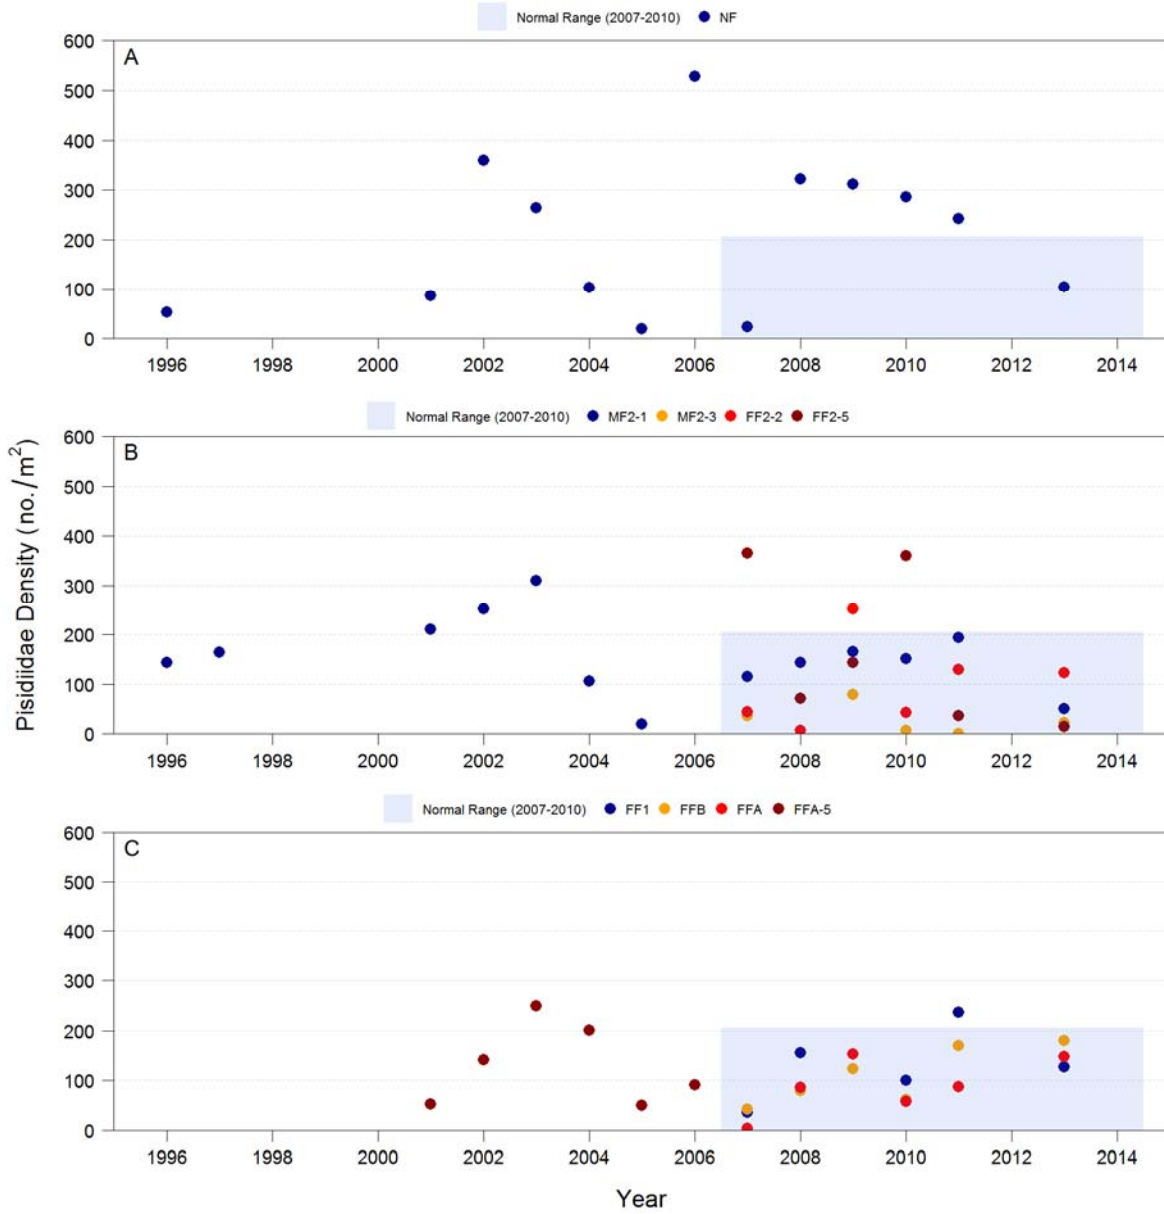 Normal Range (2007-2010) NF
A
600
500
400
300
200
100
0
1996 1998 2000 2002 2004 2006 2008 2010 2012 2014
Normal Range (2007-2010) MF2-1 MF2-3 FF2-2 FF2-5
B
600
500
400
300
200
100
0
1996 1998 2000 2002 2004 2006 2008 2010 2012 2014
Pisidiidae Density (no./m²)
Normal Range (2007-2010) FF1 FFB FFA FFA-5
C
600
500
400
300
200
100
0
1996 1998 2000 2002 2004 2006 2008 2010 2012 2014
Year